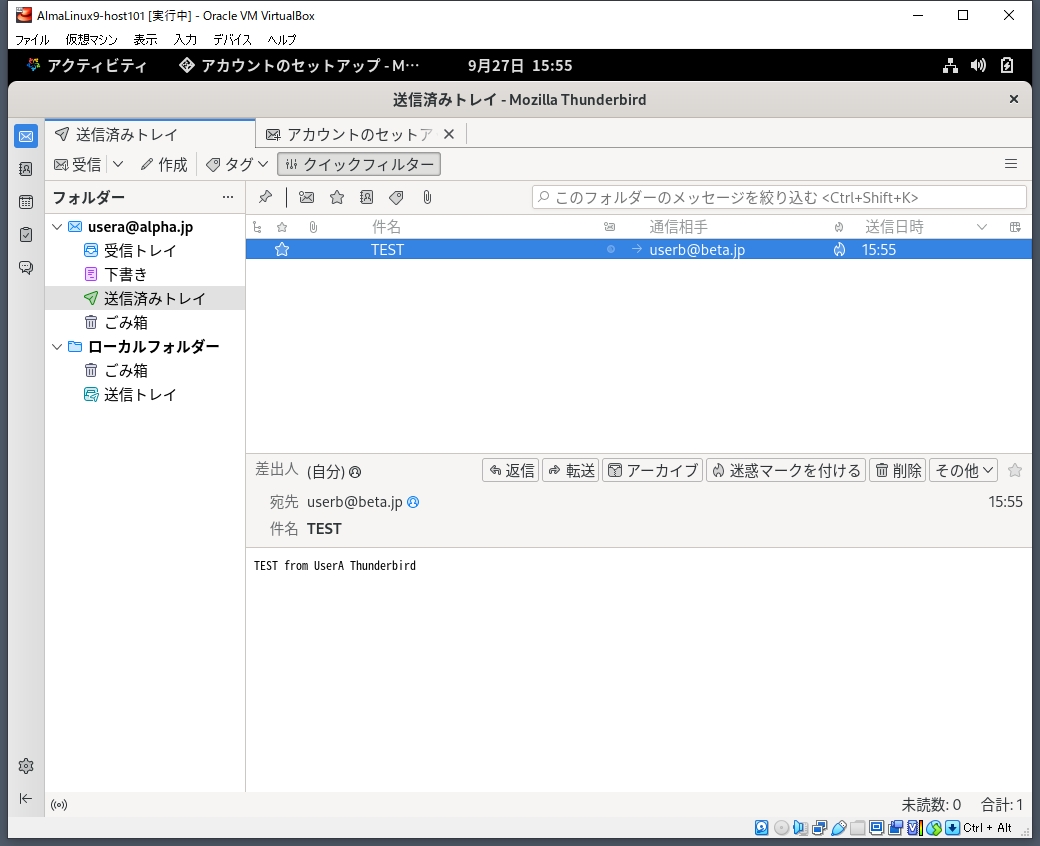 AlmaLinux9-host101 [実行中] - Oracle VM VirtualBox
ファイル 仮想マシン 表示 入力 デバイス ヘルプ
アクティビティ アカウントのセットアップ - M… 9月27日 15:55
送信済みトレイ - Mozilla Thunderbird
送信済みトレイ アカウントのセットア
受信 作成 タグ クイックフィルター
フォルダー … このフォルダーのメッセージを絞り込む <Ctrl+Shift+K>
usera@alpha.jp 件名 通信相手 送信日時
受信トレイ TEST userb@beta.jp 15:55
下書き
送信済みトレイ
ごみ箱
ローカルフォルダー
ごみ箱
送信トレイ
差出人 (自分) 返信 転送 アーカイブ 迷惑マークを付ける 削除 その他
宛先 userb@beta.jp 15:55
件名 TEST
TEST from UserA Thunderbird
未読数: 0 合計: 1
Ctrl + Alt